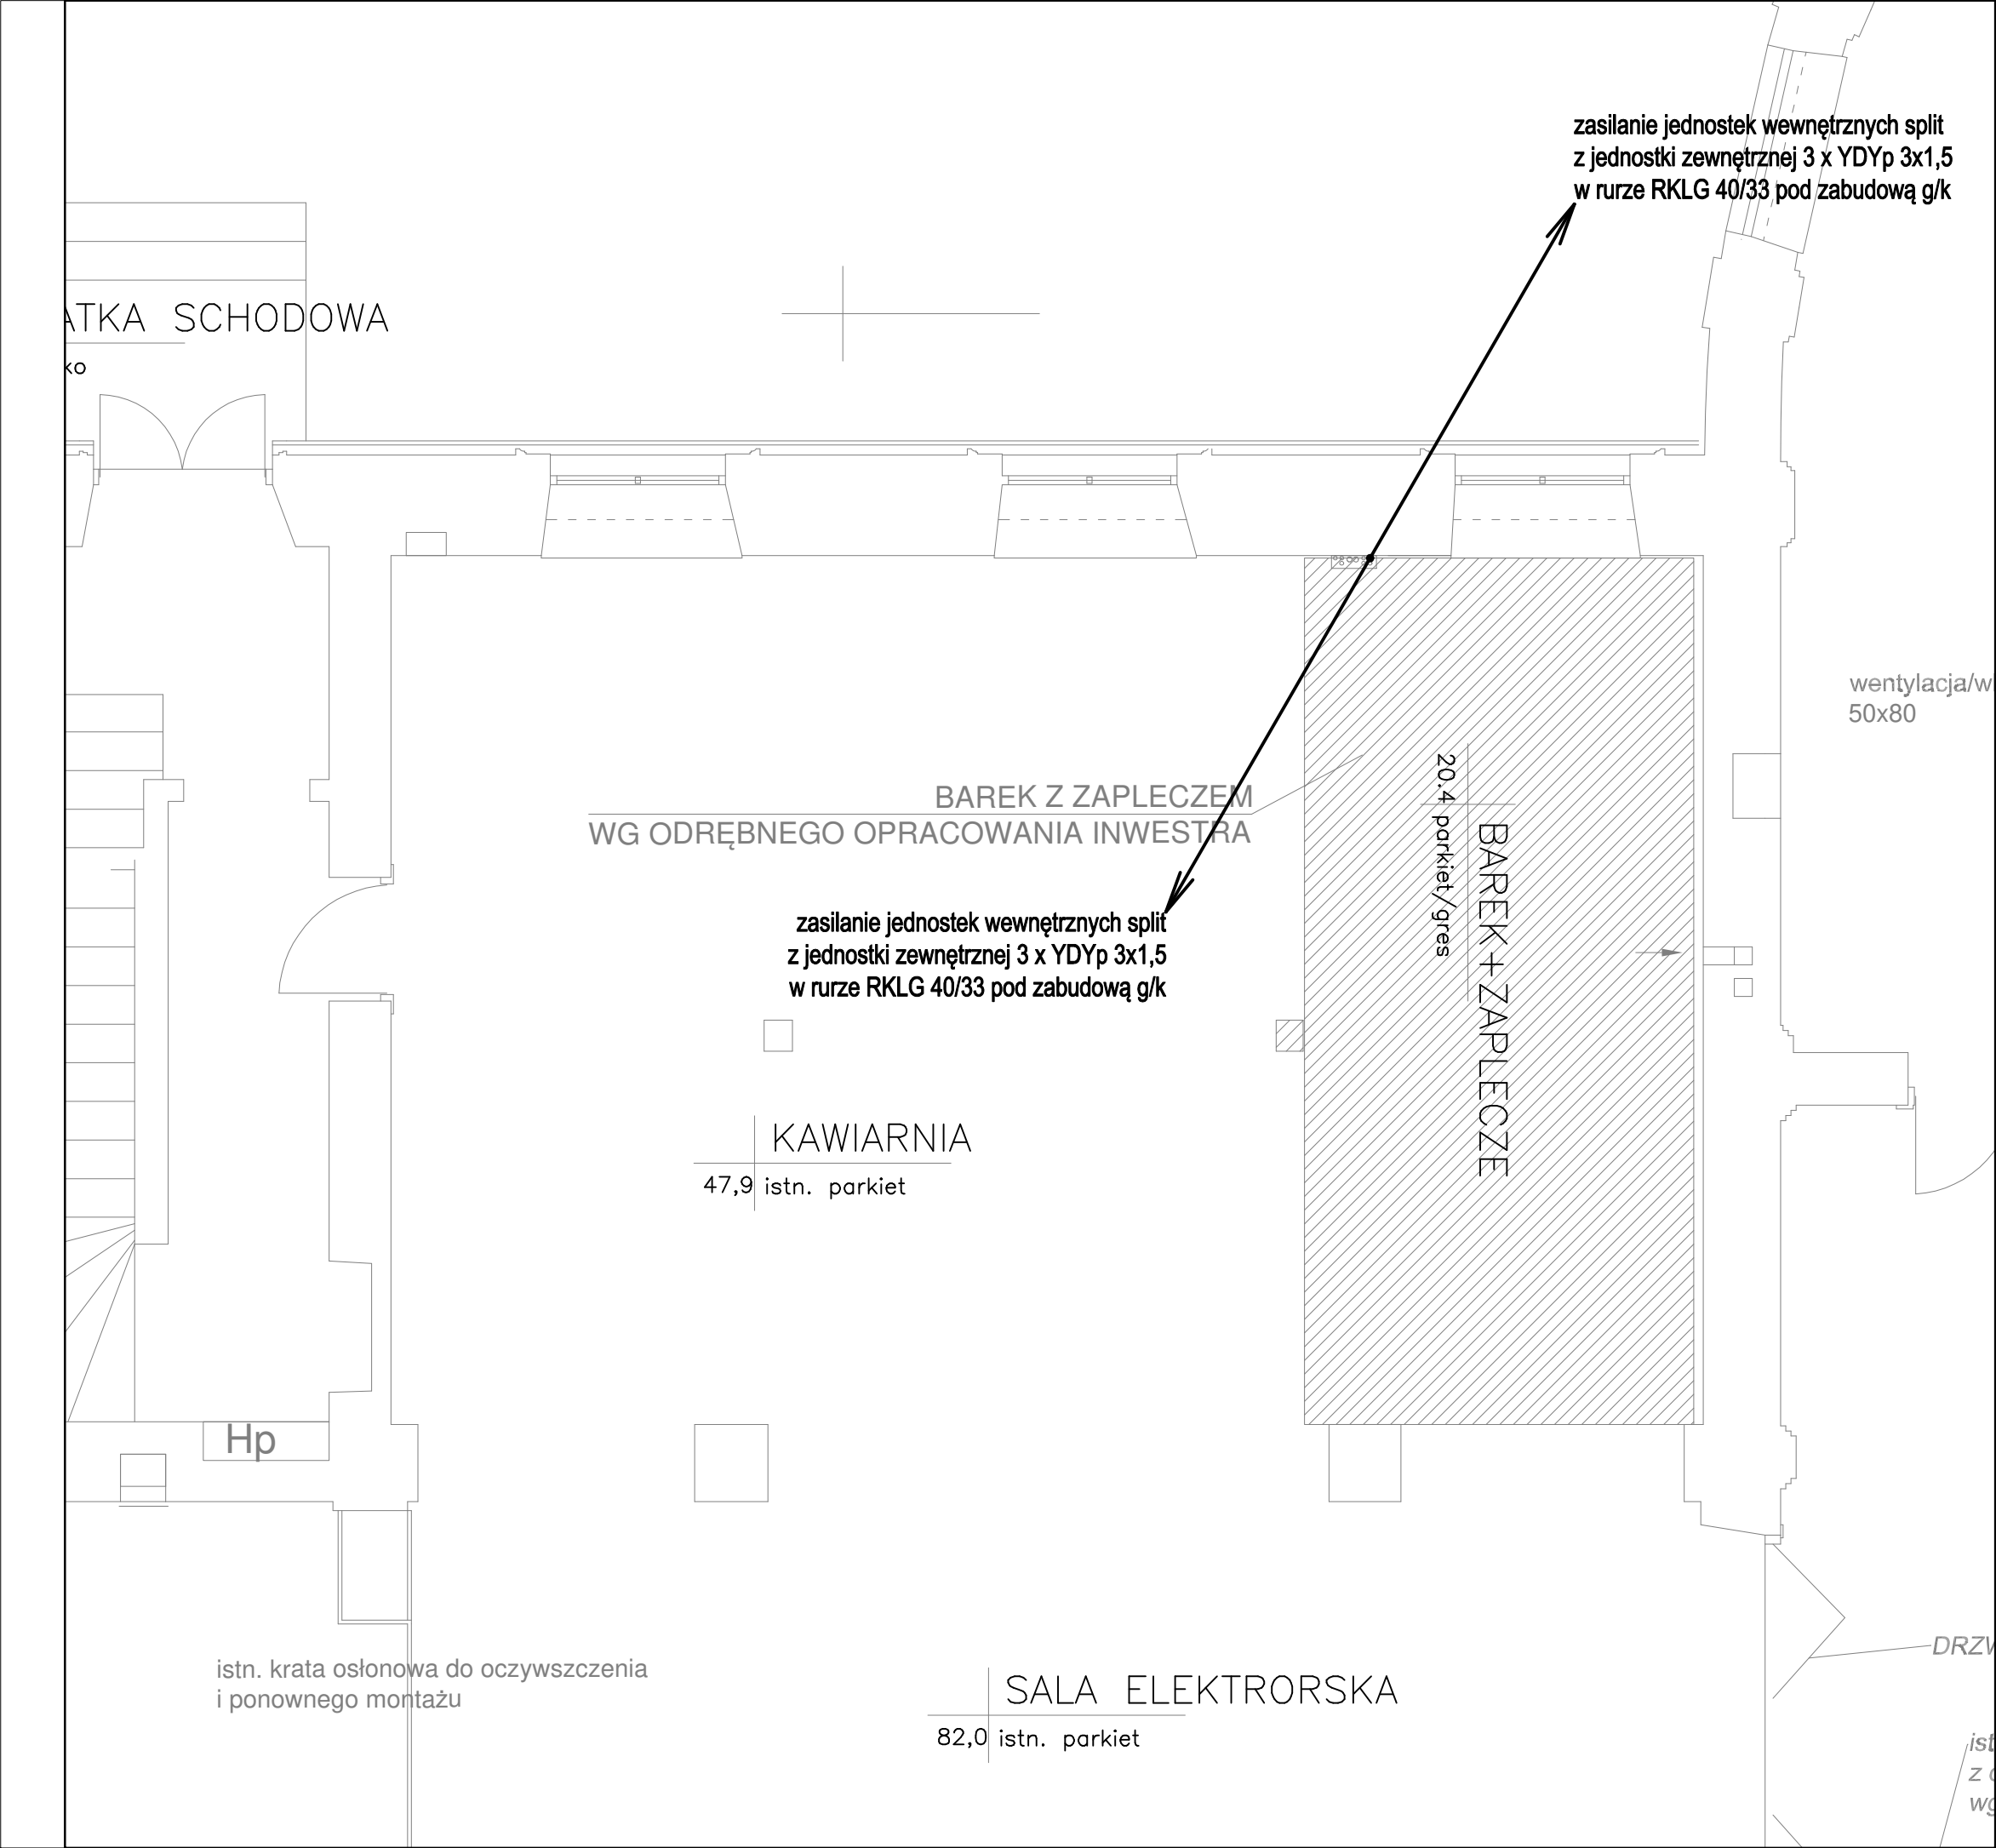 zasilanie jednostek wewnętrznych split
z jednostki zewnętrznej 3 x YDYp 3x1,5
w rurze RKLG 40/33 pod zabudową g/k
ATKA SCHODOWA
ko
wentylacja/w
50x80
BAREK Z ZAPLECZEM
WG ODRĘBNEGO OPRACOWANIA INWESTRA
20.4 parkiet/gres
BAREK+ZAPLECZE
zasilanie jednostek wewnętrznych split
z jednostki zewnętrznej 3 x YDYp 3x1,5
w rurze RKLG 40/33 pod zabudową g/k
KAWIARNIA
47,9 istn. parkiet
Hp
istn. krata osłonowa do oczywszczenia
i ponownego montażu
SALA ELEKTRORSKA
82,0 istn. parkiet
DRZW
ist
z
wg